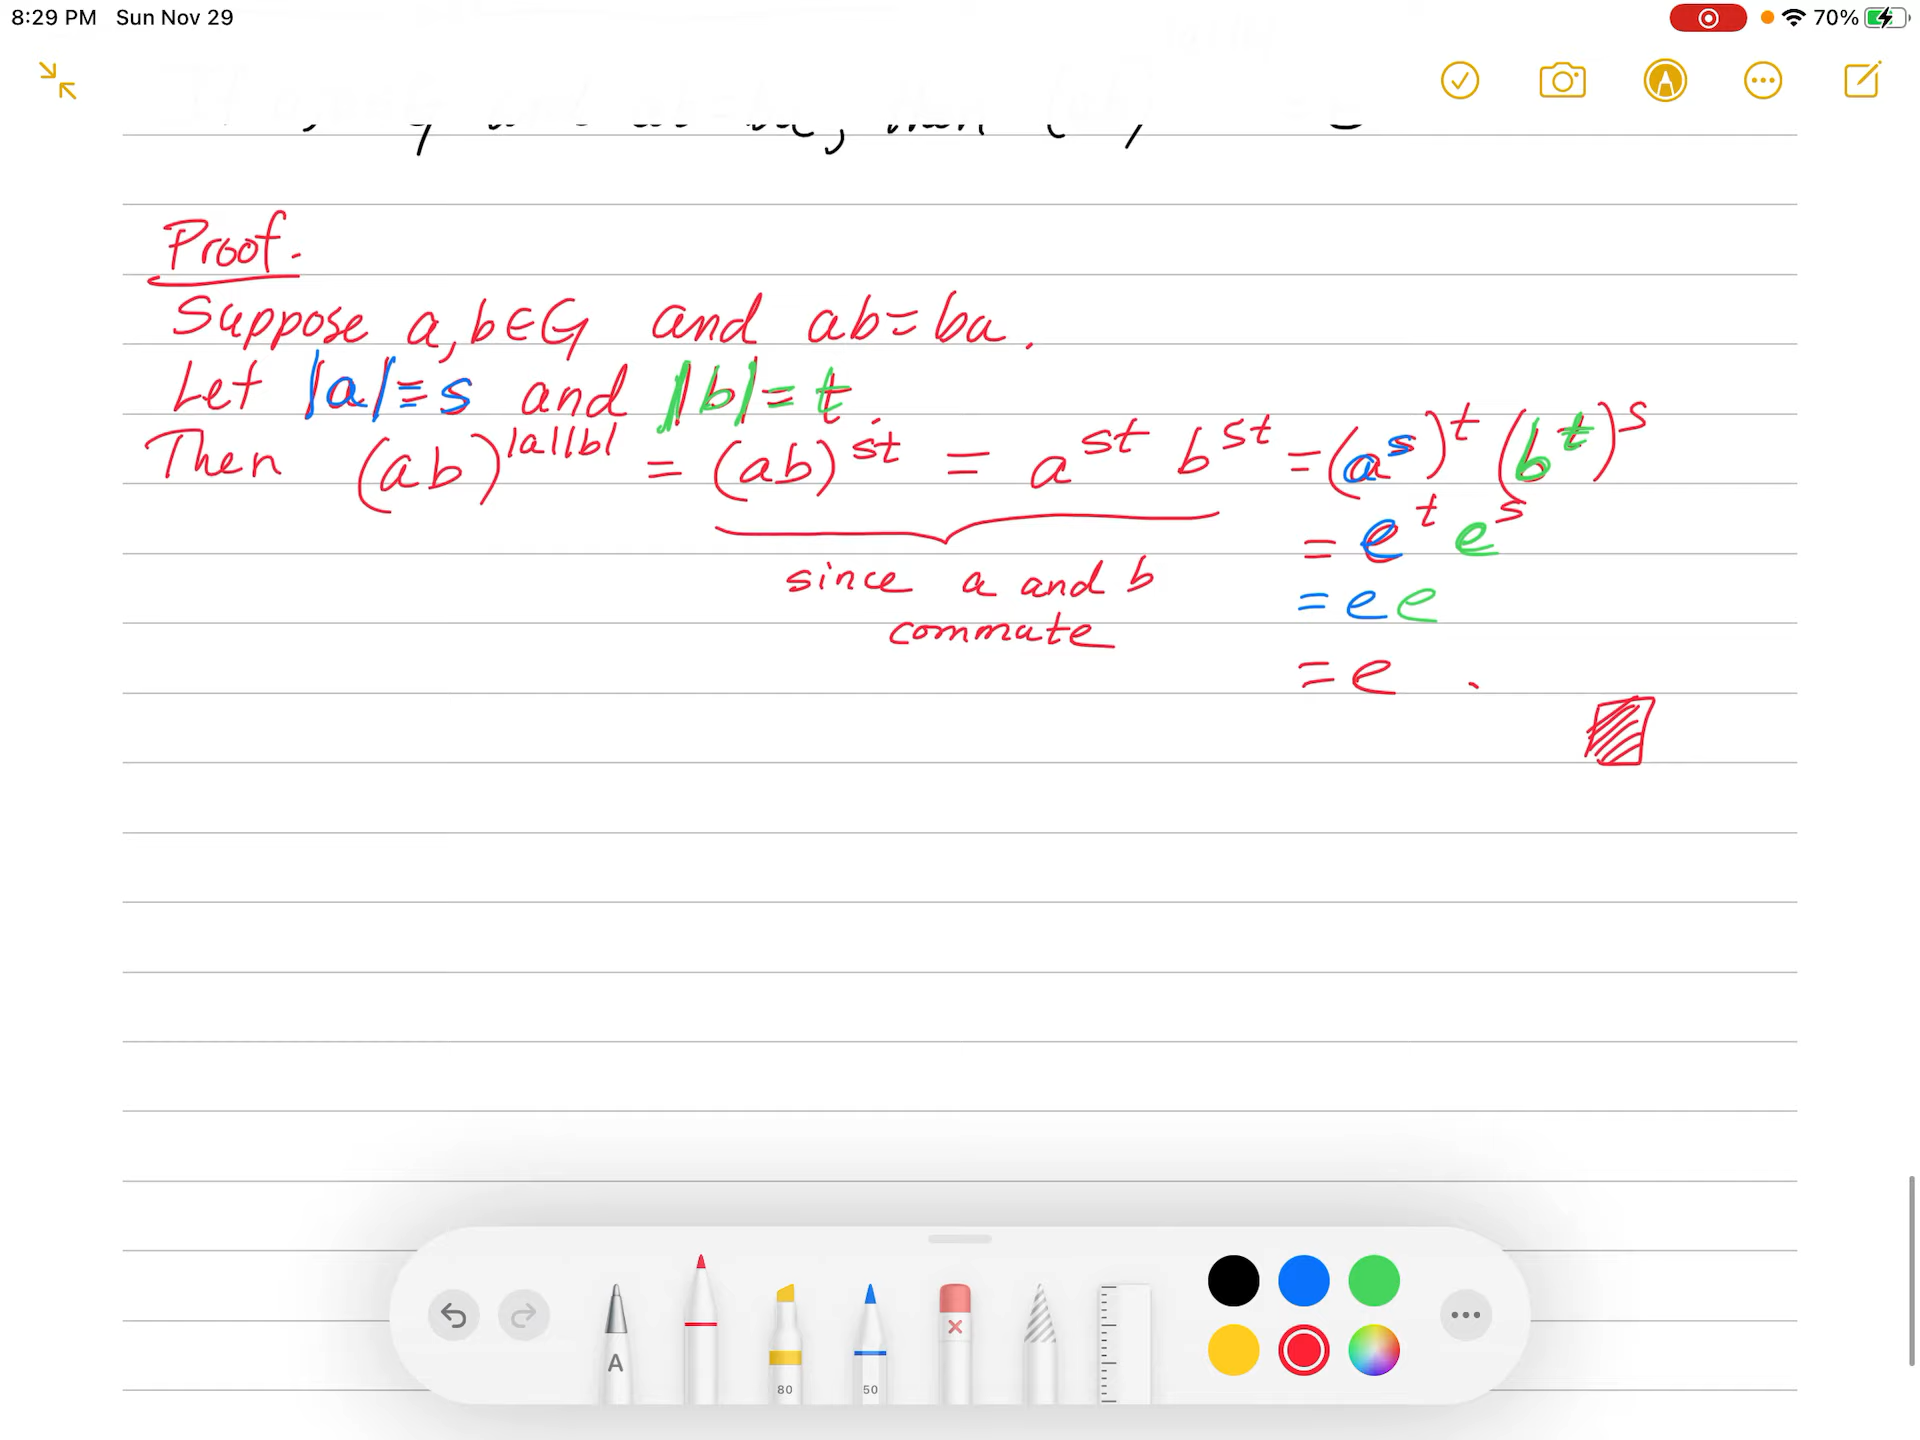 8:29 PM Sun Nov 29
70%
Proof.
Suppose a, b ∈ G and ab = ba.
Let |a| = s and |b| = t.
Then (ab)^{|a||b|} = (ab)^{st} = a^{st} b^{st} = (a^s)^t (b^t)^s
= e^t e^s
since a and b
= e e
commute
= e .
A
80
50